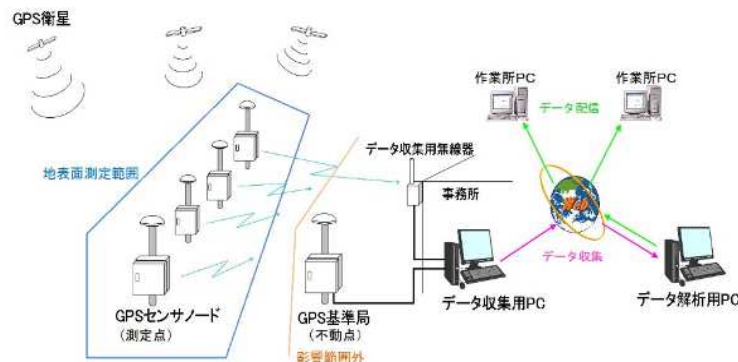 GPS衛星
作業所PC
作業所PC
データ配信
データ収集用無線器
地表面測定範囲
事務所
Web
データ収集
データ収集用PC
データ解析用PC
GPSセンサノード
(測定点)
GPS基準局
(不動点)
影響範囲外